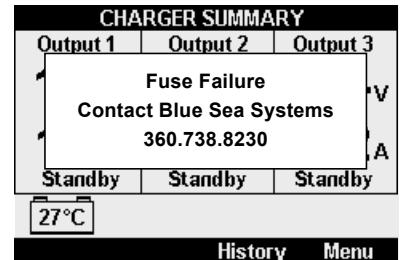 CHARGER SUMMARY
Output 1 Output 2 Output 3
Fuse Failure
Contact Blue Sea Systems
360.738.8230
V
A
Standby Standby Standby
27°C
History Menu